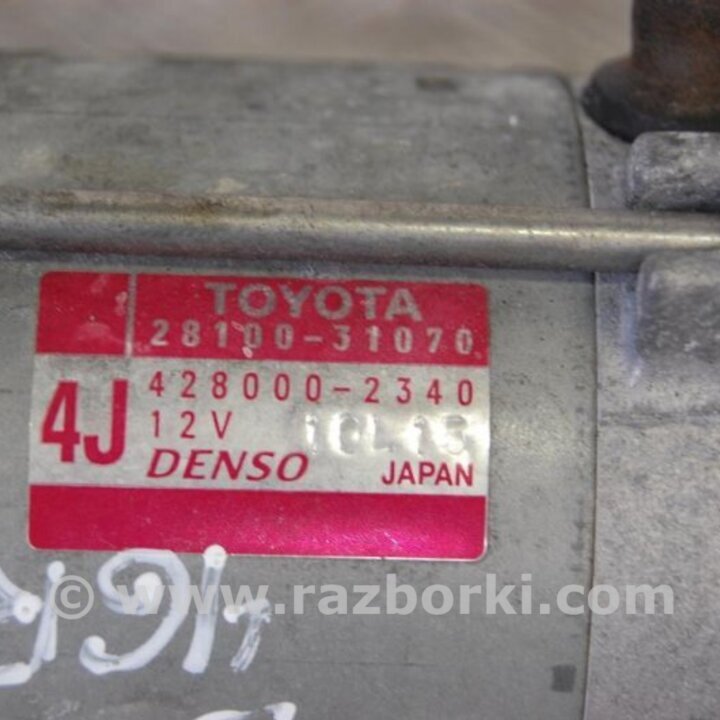 TOYOTA
28100-31070
4J
428000-2340
12V
DENSO JAPAN
© www.razborki.com